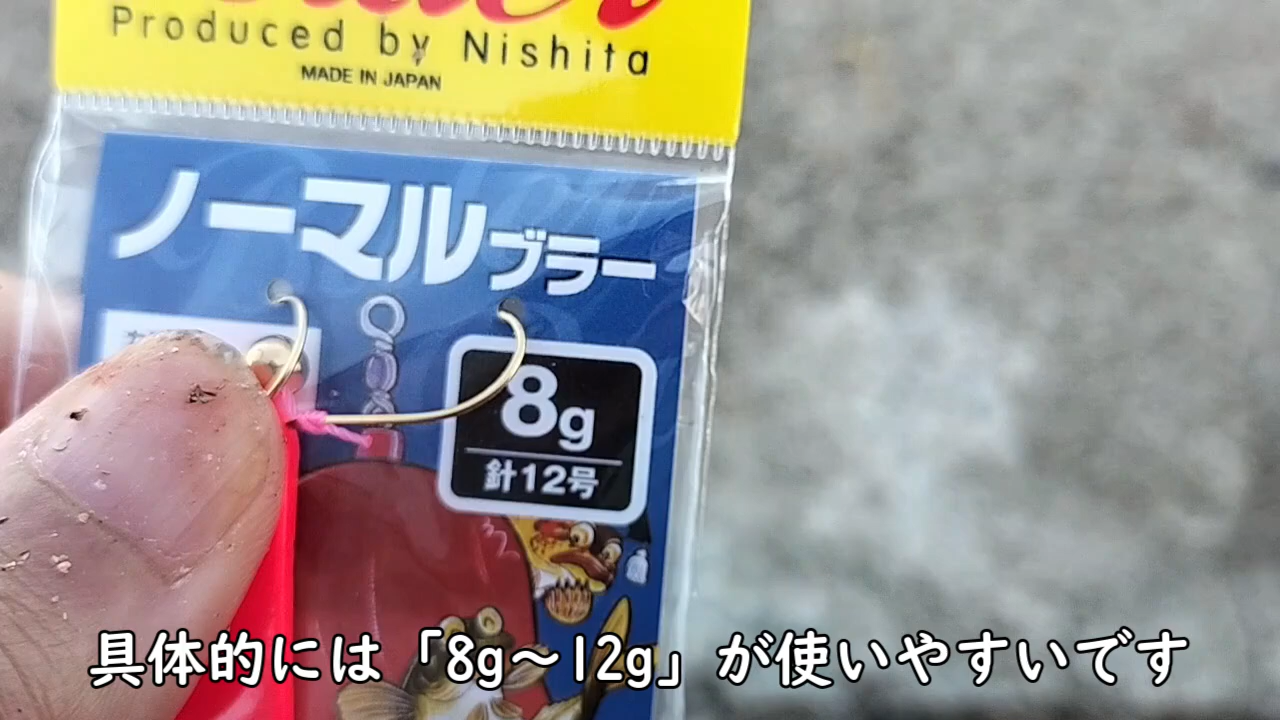 Produced by Nishita
MADE IN JAPAN
ノーマルブラー
8g
針12号
具体的には「8g～12g」が使いやすいです